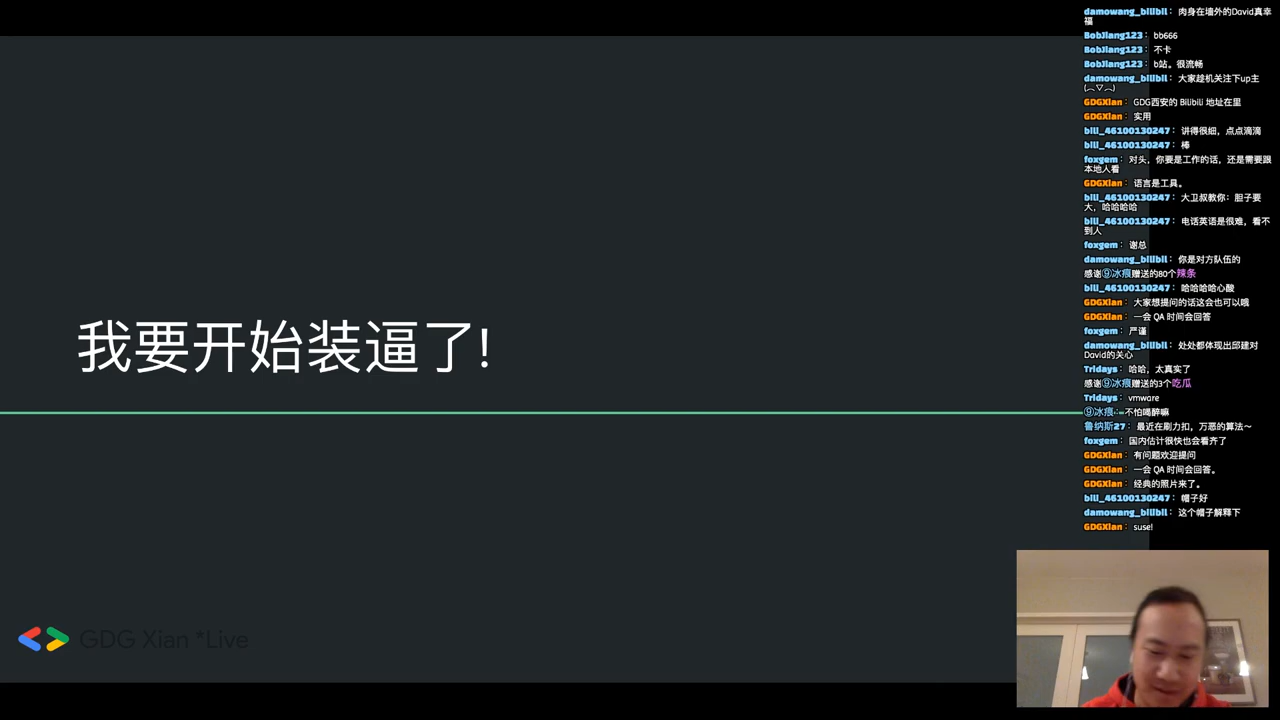 我要开始装逼了!
GDG Xian *Live
damowang_bilibil：肉身在墙外的David真幸
福
BobJiang123：bb666
BobJiang123：不卡
BobJiang123：b站。很流畅
damowang_bilibil：大家趁机关注下up主
(︵▽︵)
GDGXian：GDG西安的 Bilibili 地址在里
GDGXian：实用
bili_46100130247：讲得很细，点点滴滴
bili_46100130247：棒
foxgem：对头，你要是工作的话，还是需要跟
本地人看
GDGXian：语言是工具。
bili_46100130247：大卫叔教你：胆子要
大，哈哈哈哈
bili_46100130247：电话英语是很难，看不
到人
foxgem：谢总
damowang_bilibil：你是对方队伍的
感谢⑨冰痕赠送的80个辣条
bili_46100130247：哈哈哈哈心酸
GDGXian：大家想提问的话这会也可以哦
GDGXian：一会 QA 时间会回答
foxgem：严谨
damowang_bilibil：处处都体现出邱建对
David的关心
Tridays：哈哈，太真实了
感谢⑨冰痕赠送的3个吃瓜
Tridays：vmware
⑨冰痕：不怕喝醉嘛
鲁纳斯27：最近在刷力扣，万恶的算法～
foxgem：国内估计很快也会看齐了
GDGXian：有问题欢迎提问
GDGXian：一会 QA 时间会回答。
GDGXian：经典的照片来了。
bili_46100130247：帽子好
damowang_bilibil：这个帽子解释下
GDGXian：suse!